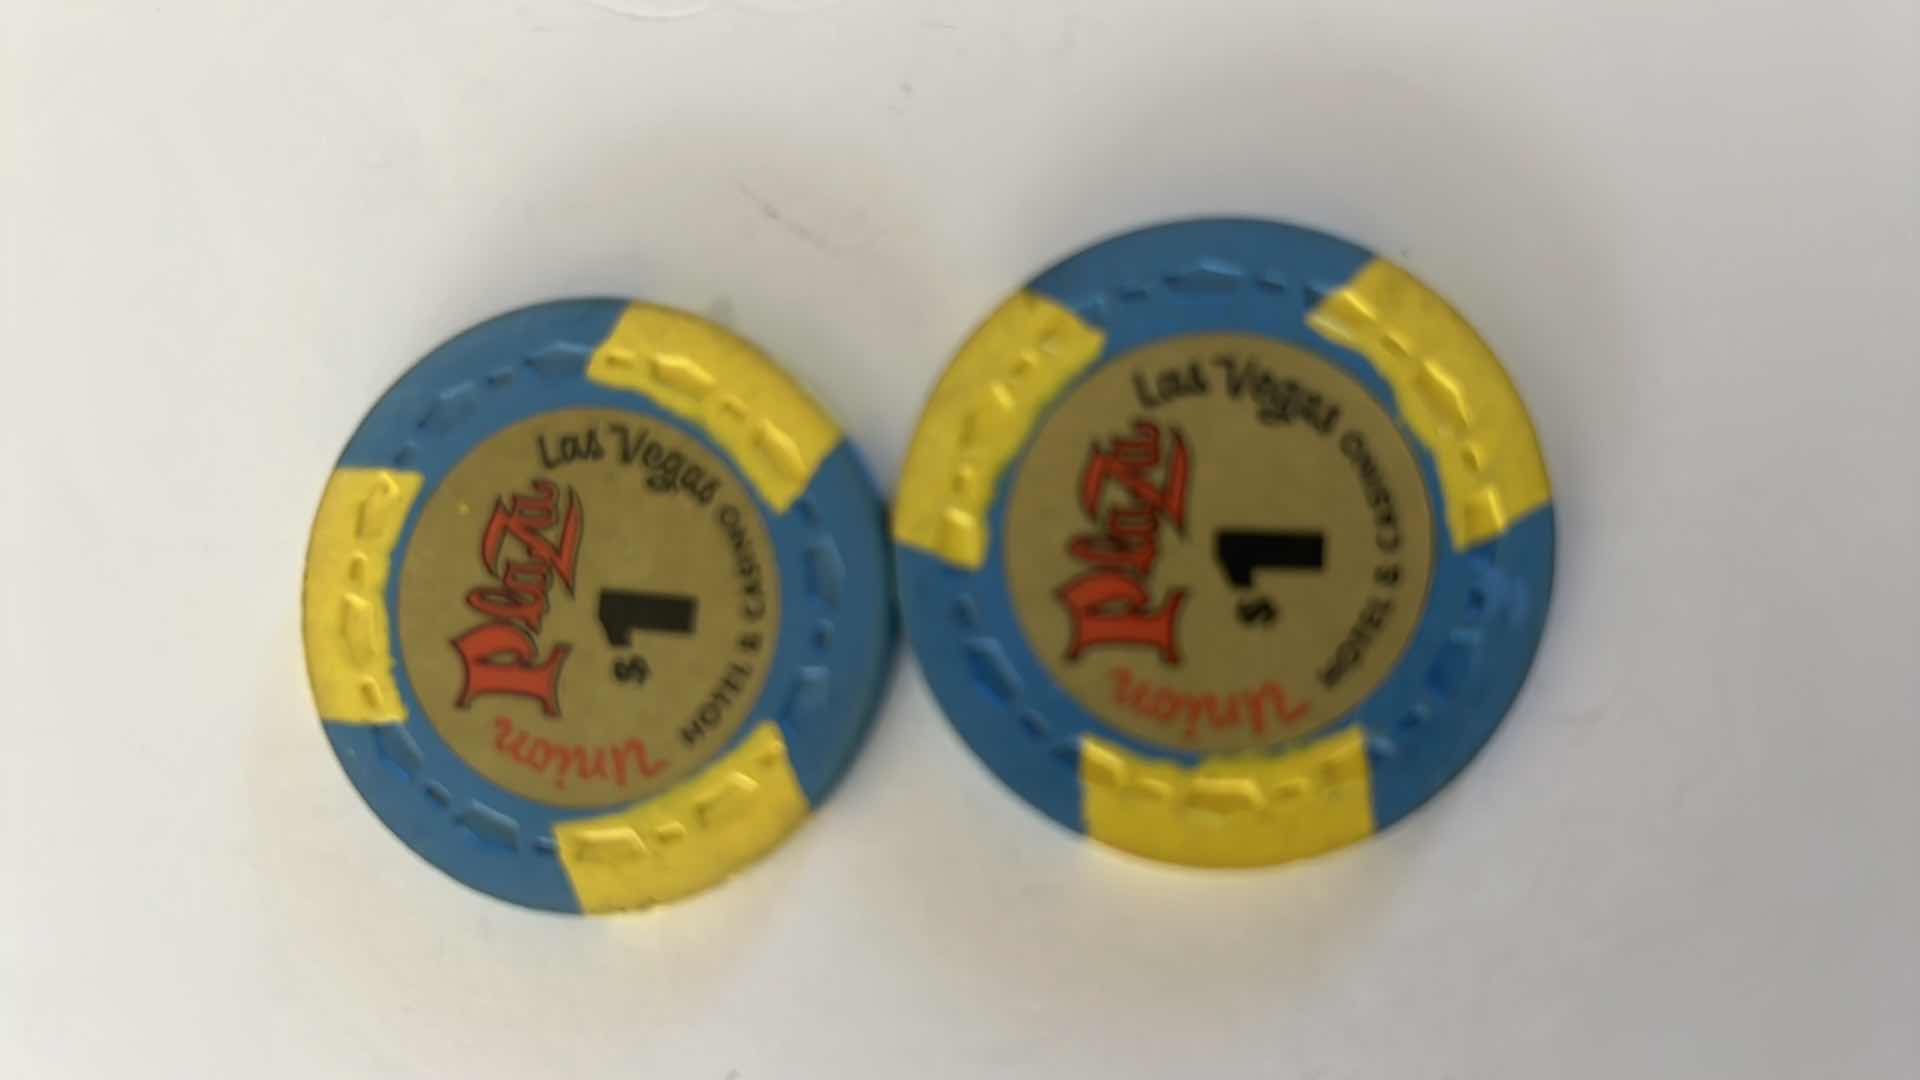 Union
Plaza
Las Vegas
$1
HOTEL & CASINO
Union
Plaza
Las Vegas
$1
HOTEL & CASINO